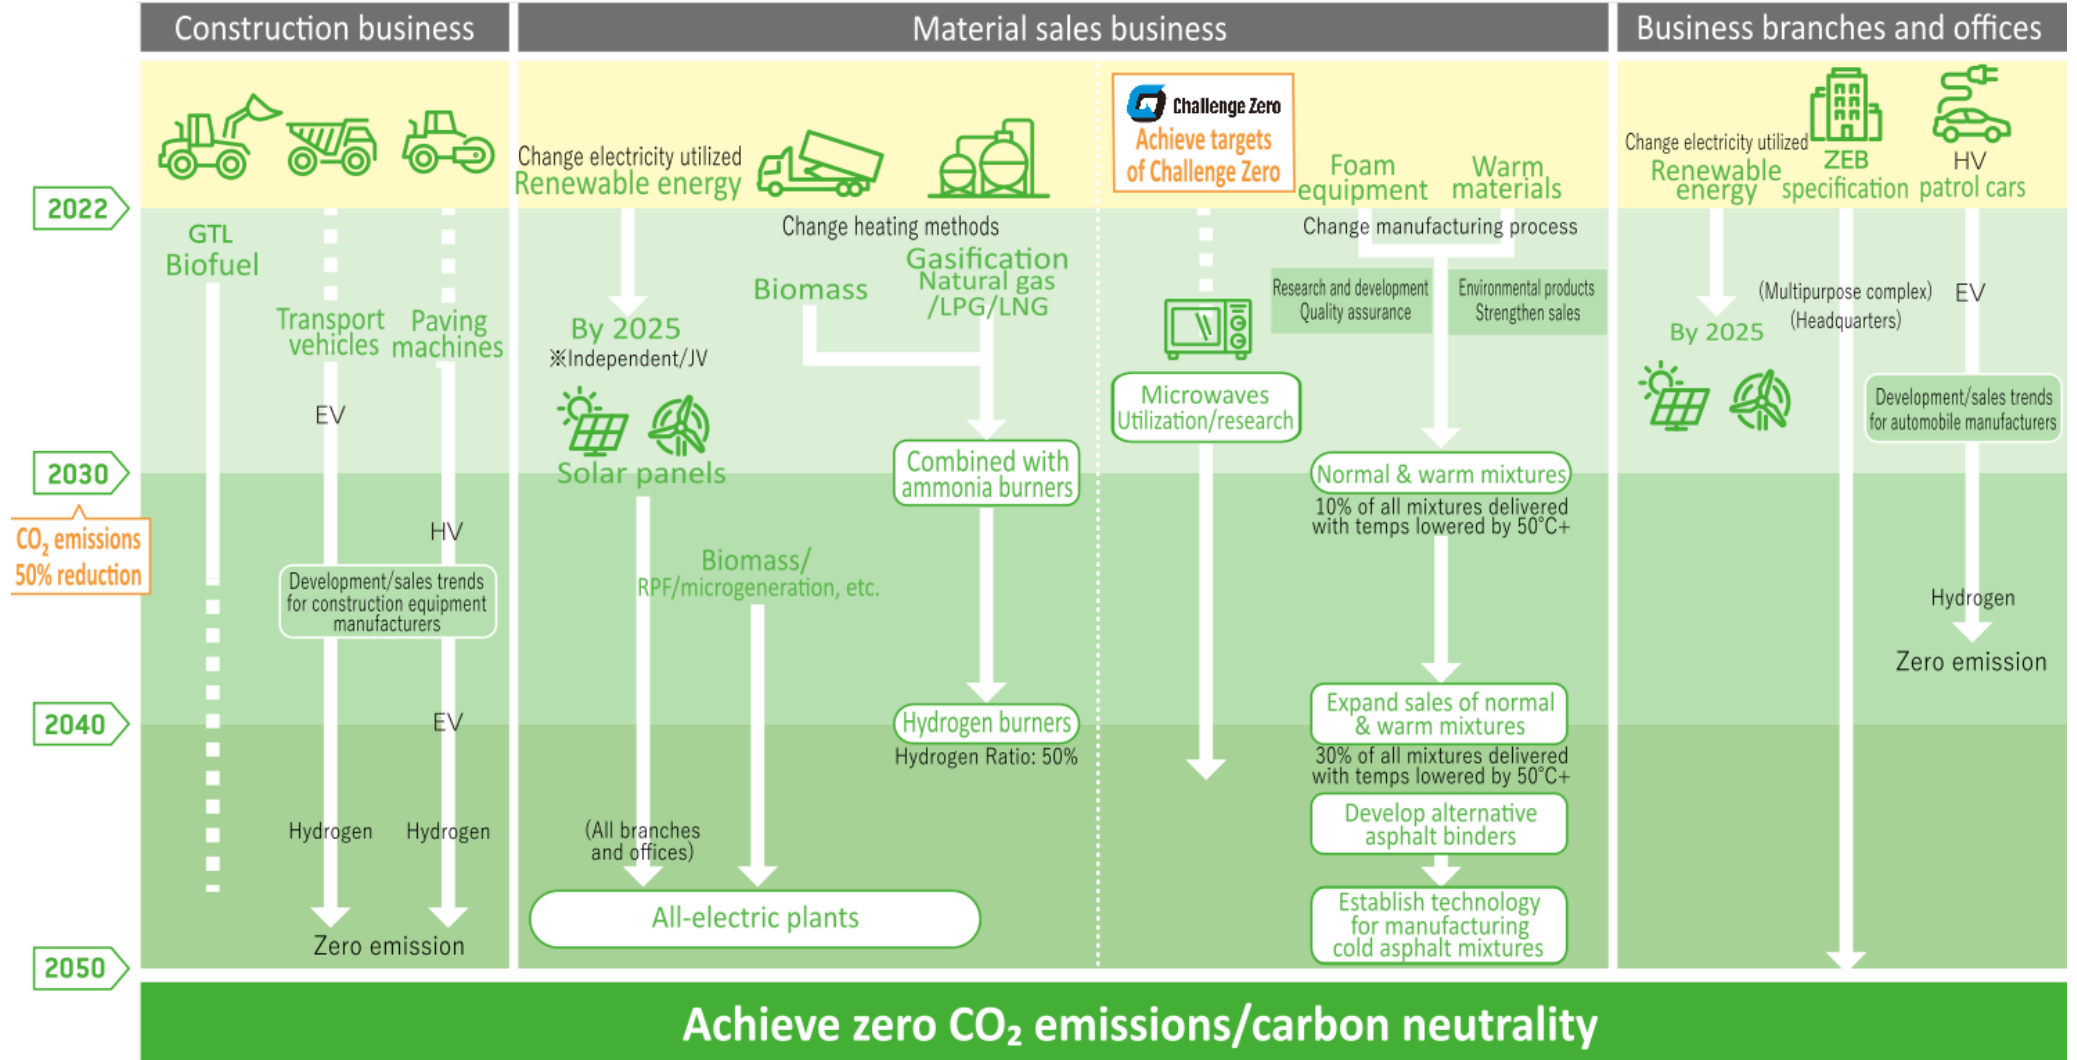 Construction business
Material sales business
Business branches and offices
2022
2030
CO₂ emissions
50% reduction
2040
2050
GTL
Biofuel
Transport
vehicles
EV
Paving
machines
HV
Development/sales trends
for construction equipment
manufacturers
EV
Hydrogen
Hydrogen
Zero emission
Change electricity utilized
Renewable energy
By 2025
※Independent/JV
Solar panels
(All branches
and offices)
Biomass/
RPF/microgeneration, etc.
All-electric plants
Change heating methods
Biomass
Gasification
Natural gas
/LPG/LNG
Combined with
ammonia burners
Hydrogen burners
Hydrogen Ratio: 50%
Challenge Zero
Achieve targets
of Challenge Zero
Microwaves
Utilization/research
Foam
equipment
Warm
materials
Change manufacturing process
Research and development
Quality assurance
Environmental products
Strengthen sales
Normal & warm mixtures
10% of all mixtures delivered
with temps lowered by 50°C+
Expand sales of normal
& warm mixtures
30% of all mixtures delivered
with temps lowered by 50°C+
Develop alternative
asphalt binders
Establish technology
for manufacturing
cold asphalt mixtures
Change electricity utilized
Renewable
energy
By 2025
ZEB
specification
(Multipurpose complex)
(Headquarters)
HV
patrol cars
EV
Development/sales trends
for automobile manufacturers
Hydrogen
Zero emission
Achieve zero CO₂ emissions/carbon neutrality